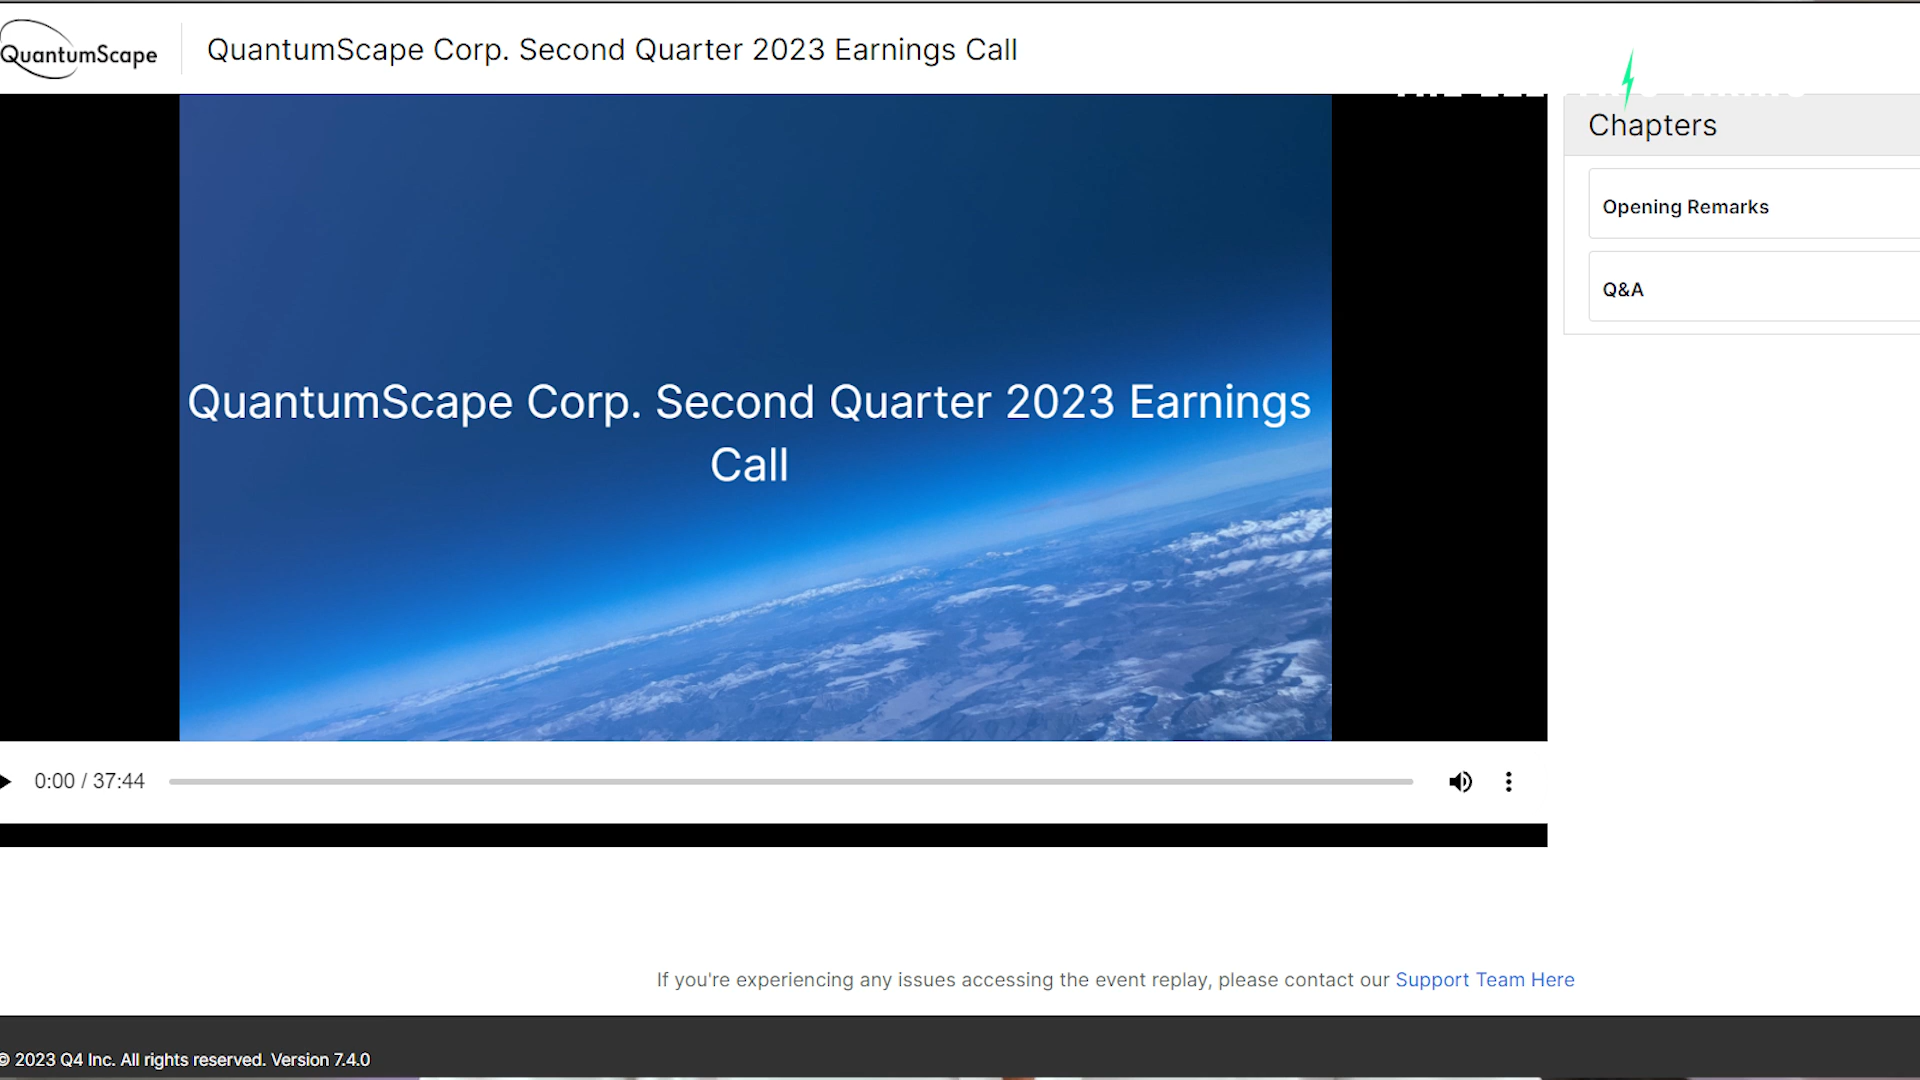 QuantumScape
QuantumScape Corp. Second Quarter 2023 Earnings Call
Chapters
Opening Remarks
Q&A
QuantumScape Corp. Second Quarter 2023 Earnings
Call
0:00 / 37:44
If you're experiencing any issues accessing the event replay, please contact our Support Team Here
© 2023 Q4 Inc. All rights reserved. Version 7.4.0